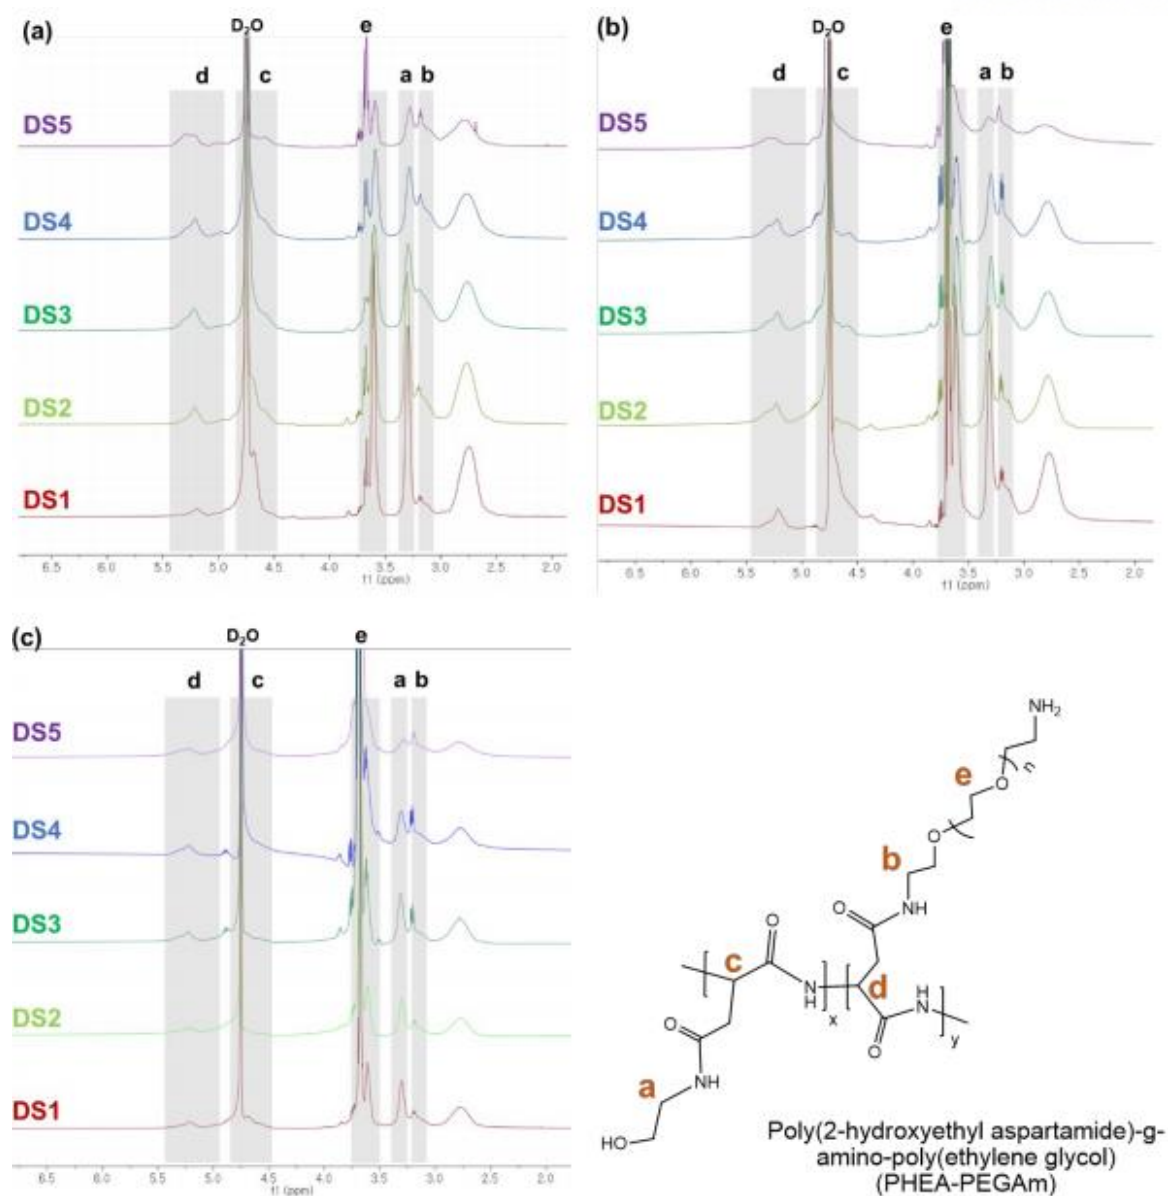 (a)
D₂O
e
d
c
a
b
DS5
DS4
DS3
DS2
DS1
6.5 6.0 5.5 5.0 4.5 4.0 3.5 3.0 2.5 2.0
f1 (ppm)
(b)
D₂O
e
d
c
a
b
DS5
DS4
DS3
DS2
DS1
6.5 6.0 5.5 5.0 4.5 4.0 3.5 3.0 2.5 2.0
f1 (ppm)
(c)
D₂O
e
d
c
a
b
DS5
DS4
DS3
DS2
DS1
6.5 6.0 5.5 5.0 4.5 4.0 3.5 3.0 2.5 2.0
f1 (ppm)
NH₂
e
n
O
O
b
O
NH
O
c
d
N
H
x
H
N
y
O
O
a
NH
HO
Poly(2-hydroxyethyl aspartamide)-g-
amino-poly(ethylene glycol)
(PHEA-PEGAm)